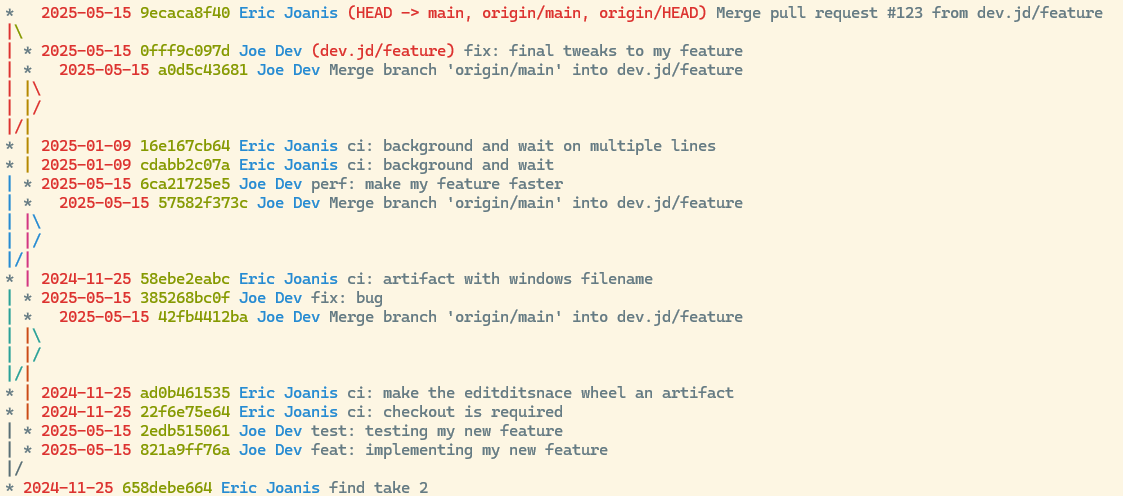 *   2025-05-15 9ecaca8f40 Eric Joanis (HEAD -> main, origin/main, origin/HEAD) Merge pull request #123 from dev.jd/feature
|\
| * 2025-05-15 0fff9c097d Joe Dev (dev.jd/feature) fix: final tweaks to my feature
| *   2025-05-15 a0d5c43681 Joe Dev Merge branch 'origin/main' into dev.jd/feature
| |\
| |/
|/|
* | 2025-01-09 16e167cb64 Eric Joanis ci: background and wait on multiple lines
* | 2025-01-09 cdabb2c07a Eric Joanis ci: background and wait
| * 2025-05-15 6ca21725e5 Joe Dev perf: make my feature faster
| *   2025-05-15 57582f373c Joe Dev Merge branch 'origin/main' into dev.jd/feature
| |\
| |/
|/|
* | 2024-11-25 58ebe2eabc Eric Joanis ci: artifact with windows filename
| * 2025-05-15 385268bc0f Joe Dev fix: bug
| *   2025-05-15 42fb4412ba Joe Dev Merge branch 'origin/main' into dev.jd/feature
| |\
| |/
|/|
* | 2024-11-25 ad0b461535 Eric Joanis ci: make the editditsnace wheel an artifact
* | 2024-11-25 22f6e75e64 Eric Joanis ci: checkout is required
| * 2025-05-15 2edb515061 Joe Dev test: testing my new feature
| * 2025-05-15 821a9ff76a Joe Dev feat: implementing my new feature
|/
* 2024-11-25 658debe664 Eric Joanis find take 2